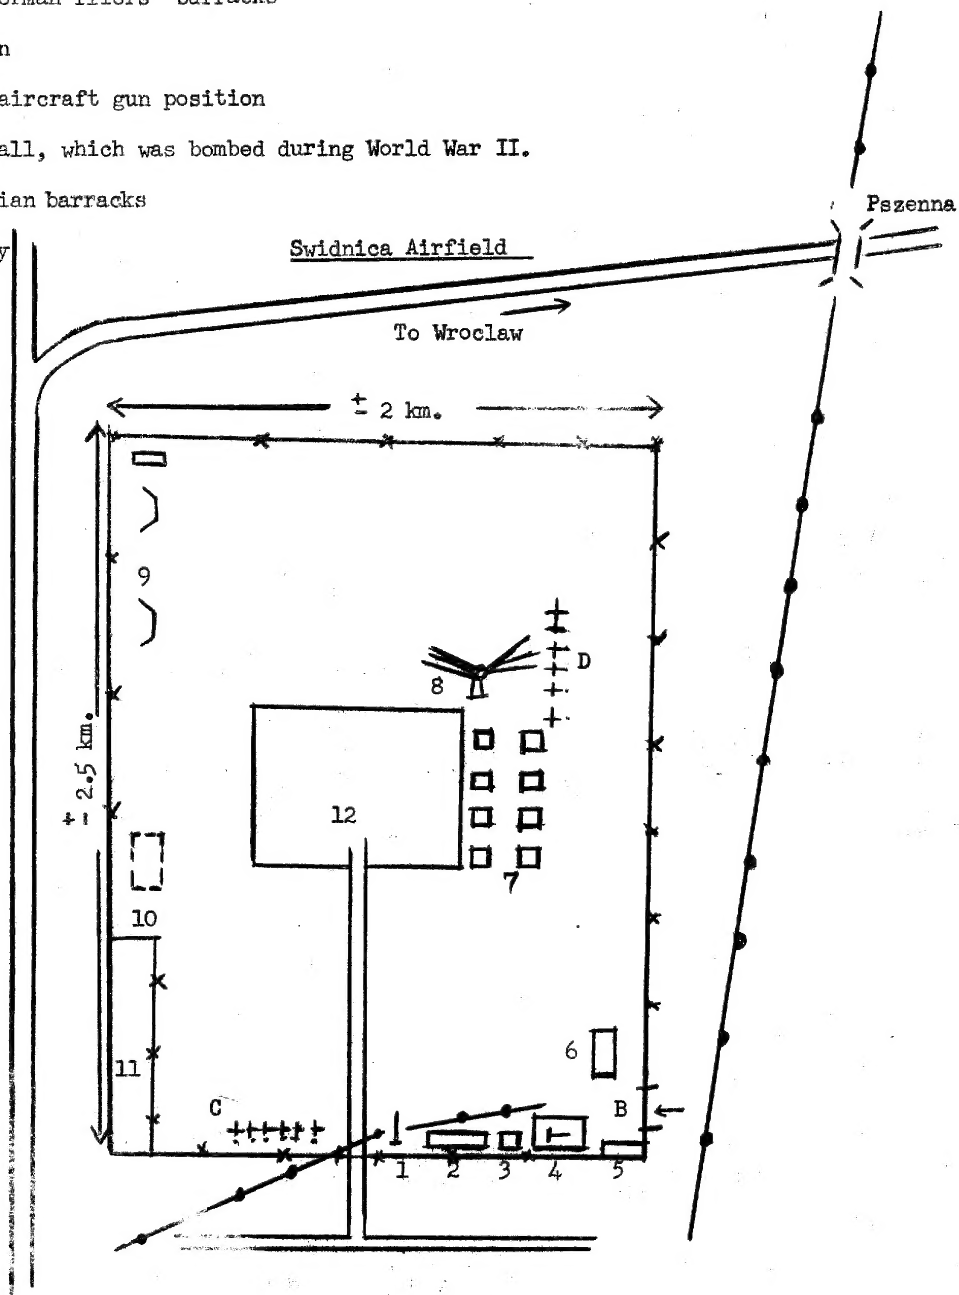 barracks
n
aircraft gun position
all, which was bombed during World War II.
ian barracks
y
Pszenna
Swidnica Airfield
To Wroclaw
± 2 km.
9
D
8
± 2.5 km.
12
7
10
6
11
C
B
1 2 3 4 5